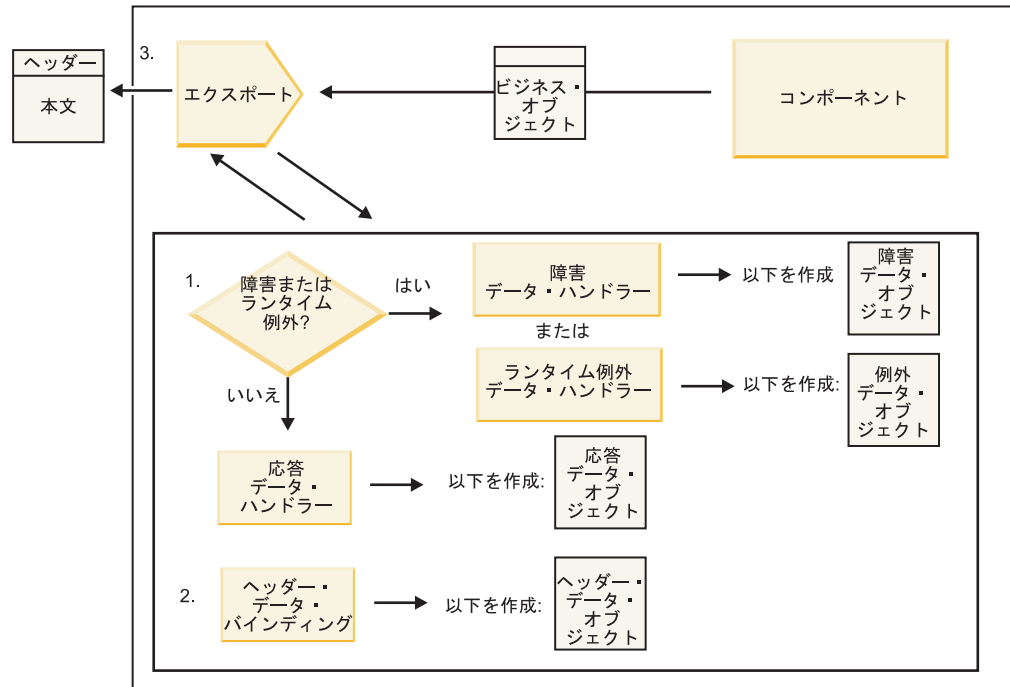 ヘッダー
本文
3.
エクスポート
ビジネス・
オブ
ジェクト
コンポーネント
1.
障害または
ランタイム
例外?
はい
障害
データ・ハンドラー
以下を作成
障害
データ・
オブ
ジェクト
または
ランタイム例外
データ・ハンドラー
以下を作成:
例外
データ・
オブ
ジェクト
いいえ
応答
データ・
ハンドラー
以下を作成:
応答
データ・
オブ
ジェクト
2.
ヘッダー・
データ・
バインディング
以下を作成:
ヘッダー・
データ・
オブ
ジェクト